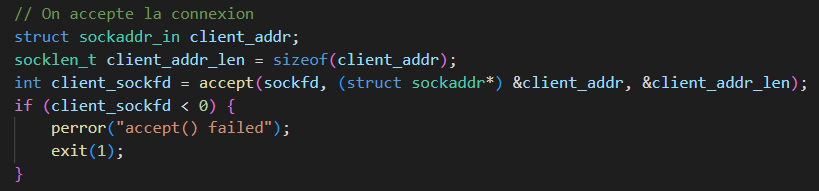 // On accepte la connexion
struct sockaddr_in client_addr;
socklen_t client_addr_len = sizeof(client_addr);
int client_sockfd = accept(sockfd, (struct sockaddr*) &client_addr, &client_addr_len);
if (client_sockfd < 0) {
    perror("accept() failed");
    exit(1);
}